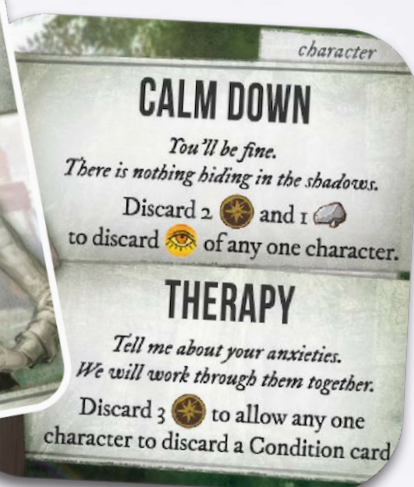 character
CALM DOWN
You'll be fine.
There is nothing hiding in the shadows.
Discard 2 and 1
to discard of any one character.
THERAPY
Tell me about your anxieties.
We will work through them together.
Discard 3 to allow any one
character to discard a Condition card